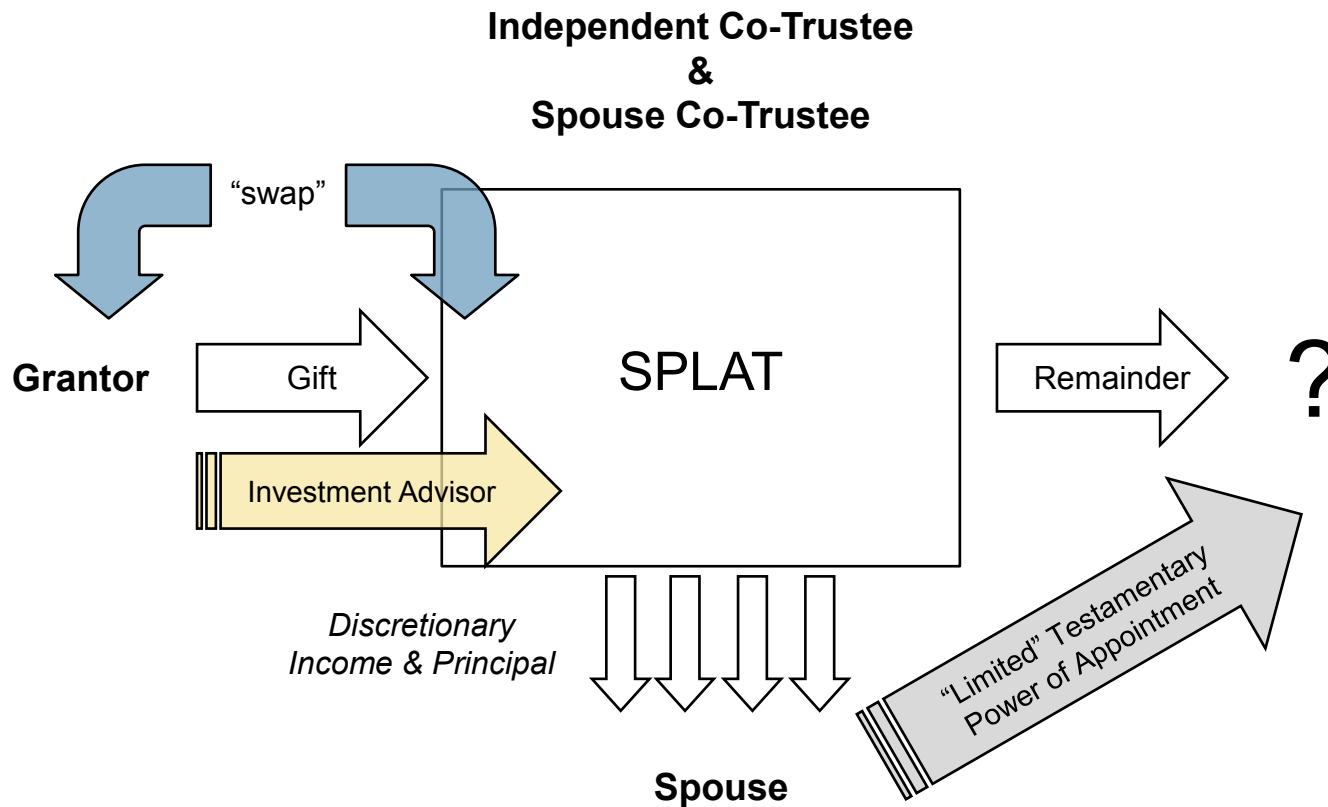 Independent Co-Trustee
&
Spouse Co-Trustee
“swap”
Grantor
Gift
SPLAT
Remainder
?
Investment Advisor
Discretionary
Income & Principal
“Limited” Testamentary
Power of Appointment
Spouse